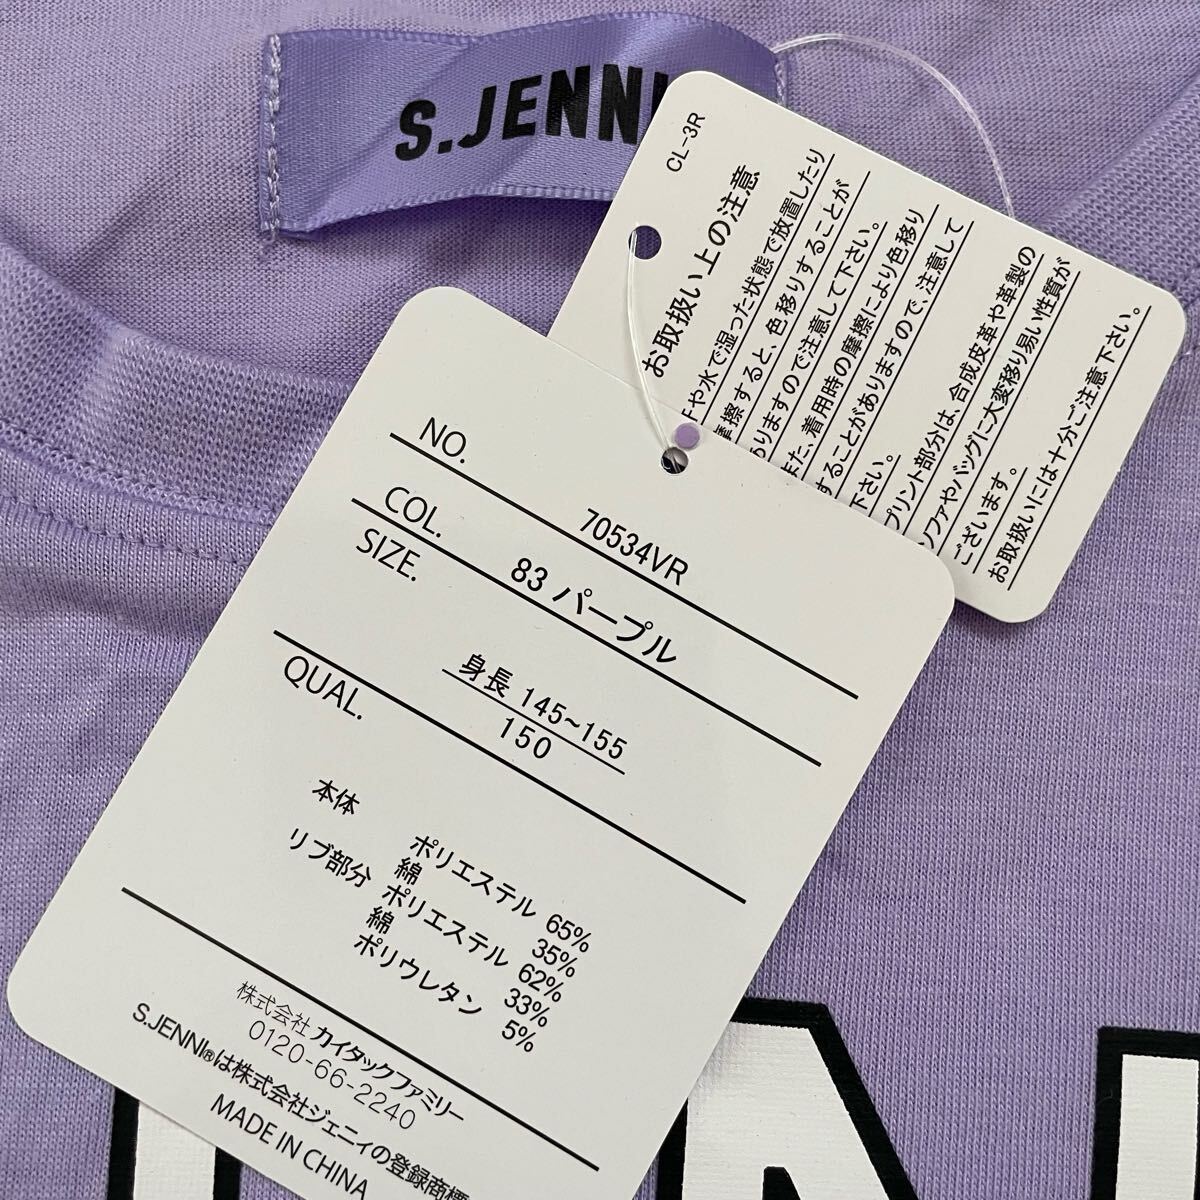 S.JENNI
CL-3R
お取扱い上の注意
や水で湿った状態で放置したり
摩擦すると、色移りすることが
ありますので注意して下さい。
また、着用時の摩擦により色移り
することがありますので、注意して
下さい。
プリント部分は、合成皮革や革製の
ソファやバッグに大変移り易い性質が
ございます。
お取扱いには十分ご注意下さい。
NO. 70534VR
COL. 83 パープル
SIZE. 身長 145~155
150
QUAL.
本体 ポリエステル 65%
綿 35%
リブ部分 ポリエステル 62%
綿 33%
ポリウレタン 5%
株式会社 カイタックファミリー
0120-66-2240
S.JENNI®は株式会社ジェニィの登録商標
MADE IN CHINA